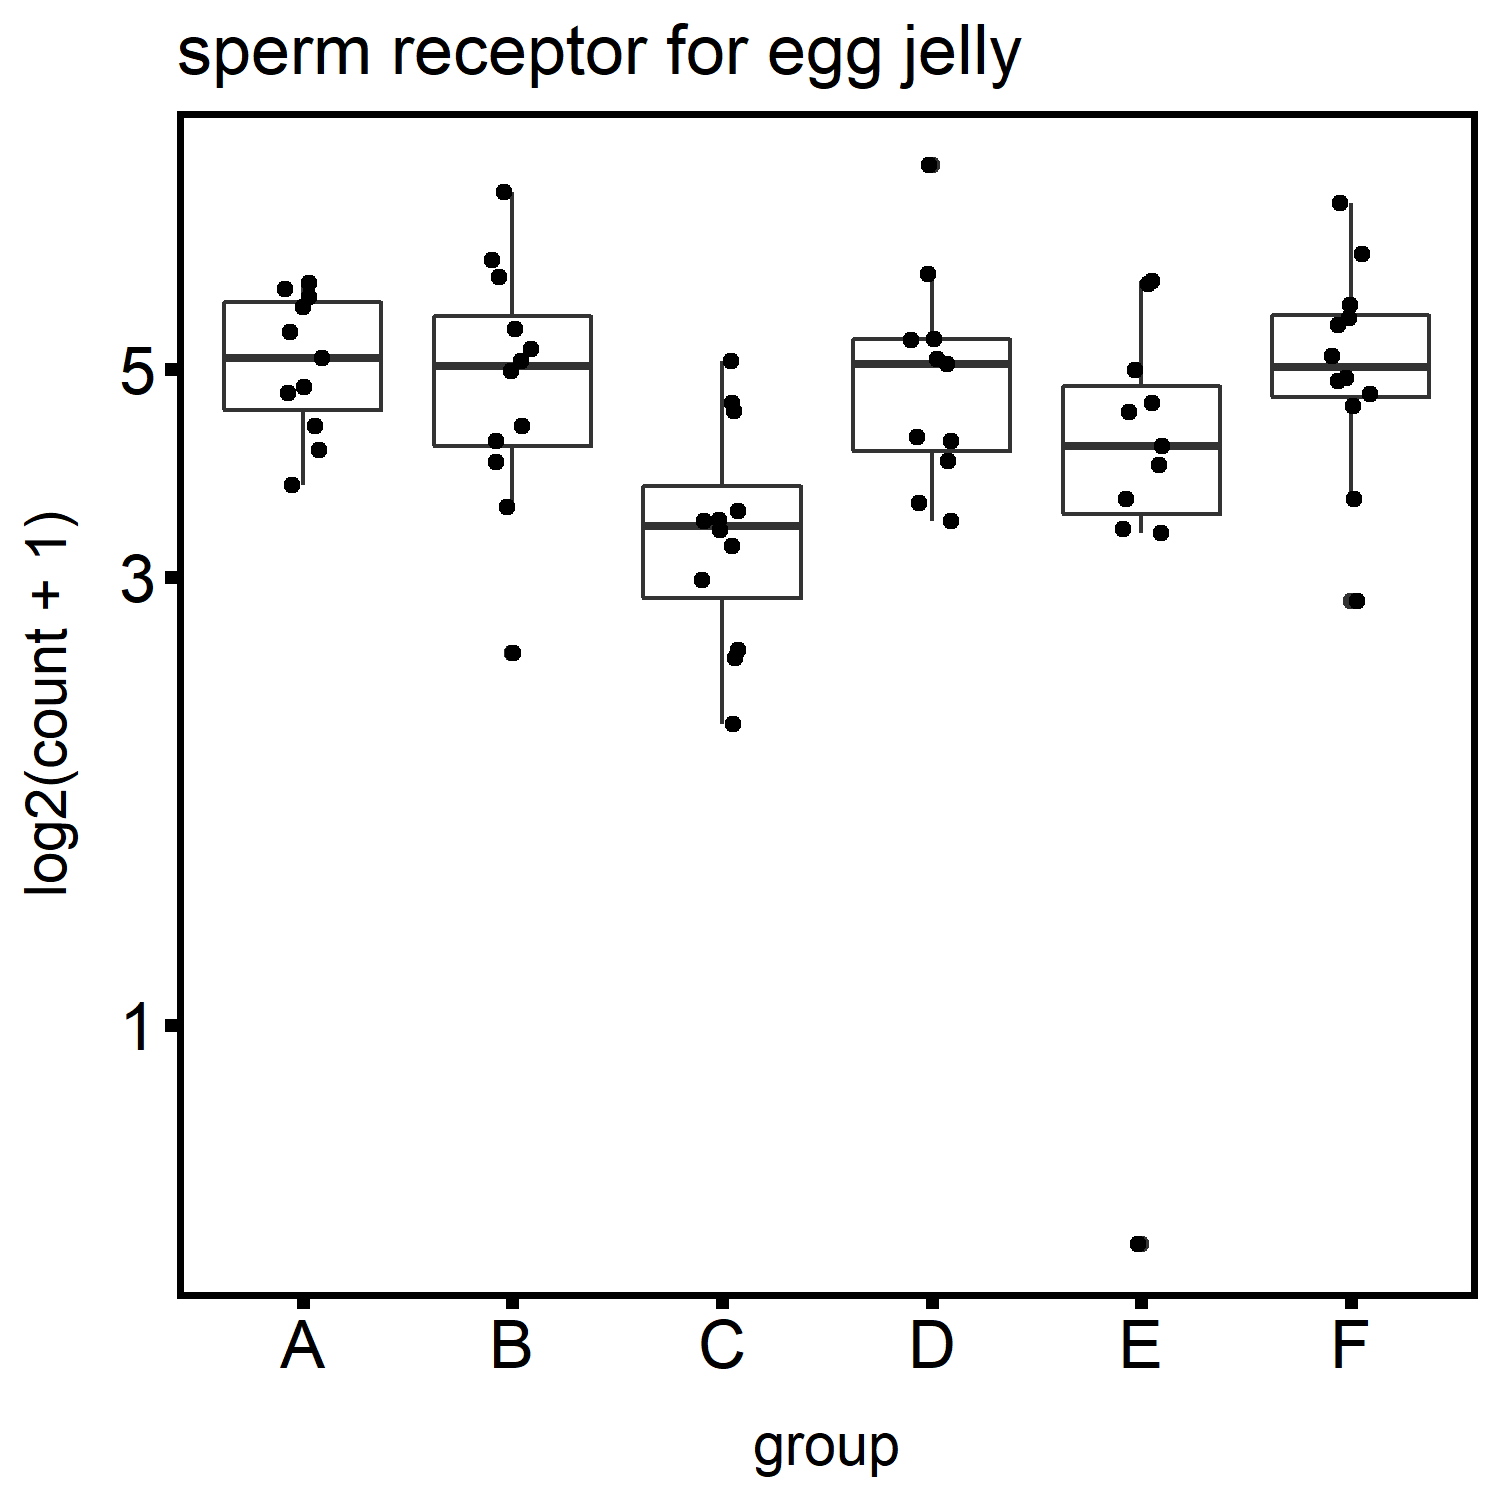 sperm receptor for egg jelly
log2(count + 1)
5
3
1
A B C D E F
group